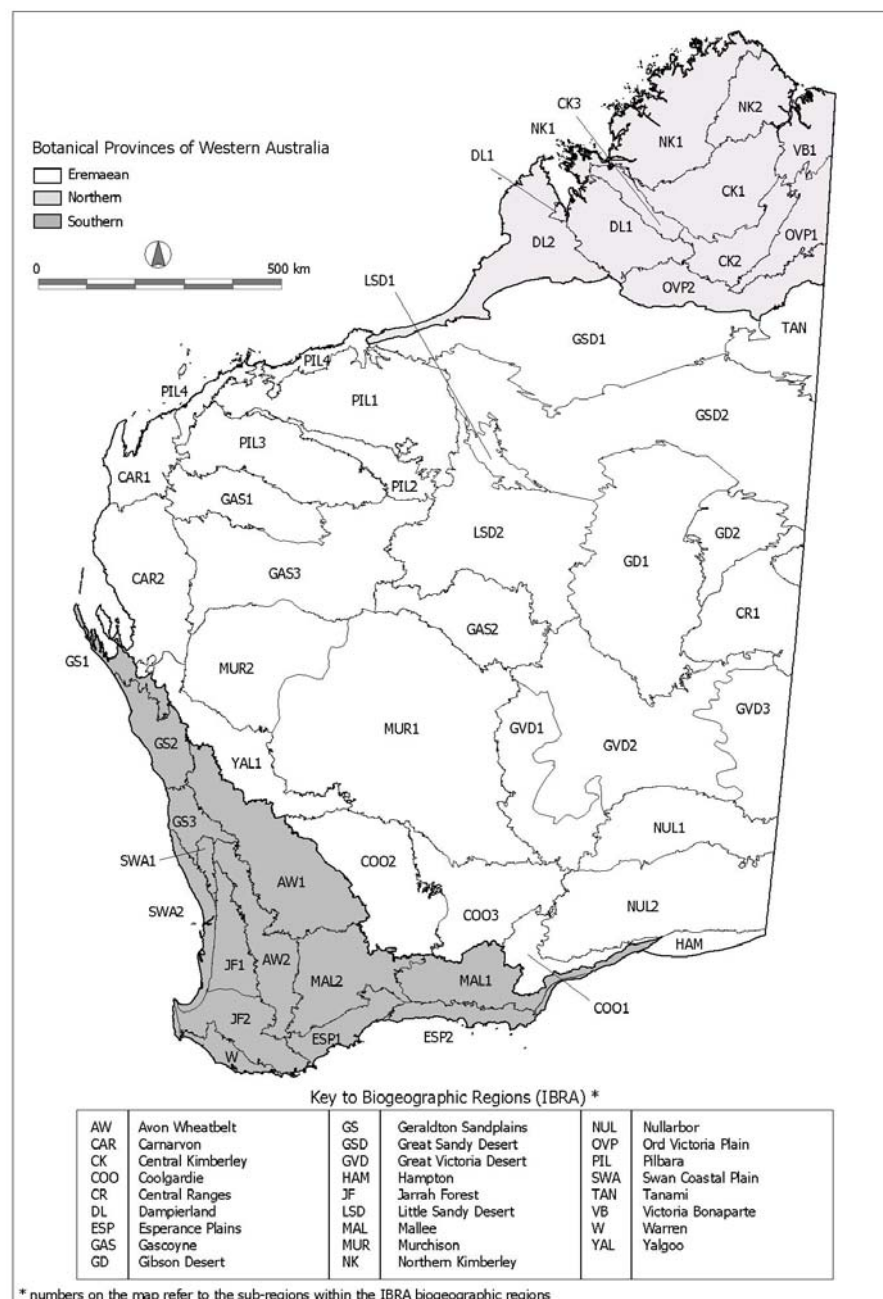 Botanical Provinces of Western Australia
Eremaean
Northern
Southern
0 500 km
CK3
NK1
NK2
NK1
VB1
DL1
CK1
DL1
OVP1
DL2
CK2
LSD1
OVP2
TAN
GSD1
PIL4
PIL4
PIL1
GSD2
PIL3
CAR1
PIL2
GAS1
LSD2
GD2
GD1
CAR2
GAS3
CR1
GAS2
GS1
MUR2
GVD3
MUR1
GVD1
GVD2
GS2
YAL1
GS3
NUL1
SWA1
COO2
AW1
NUL2
SWA2
COO3
HAM
JF1
AW2
MAL2
MAL1
COO1
JF2
ESP1
ESP2
W
Key to Biogeographic Regions (IBRA) *
AW Avon Wheatbelt GS Geraldton Sandplains NUL Nullarbor
CAR Carnarvon GSD Great Sandy Desert OVP Ord Victoria Plain
CK Central Kimberley GVD Great Victoria Desert PIL Pilbara
COO Coolgardie HAM Hampton SWA Swan Coastal Plain
CR Central Ranges JF Jarrah Forest TAN Tanami
DL Dampierland LSD Little Sandy Desert VB Victoria Bonaparte
ESP Esperance Plains MAL Mallee W Warren
GAS Gascoyne MUR Murchison YAL Yalgoo
GD Gibson Desert NK Northern Kimberley
* numbers on the map refer to the sub-regions within the IBRA biogeographic regions